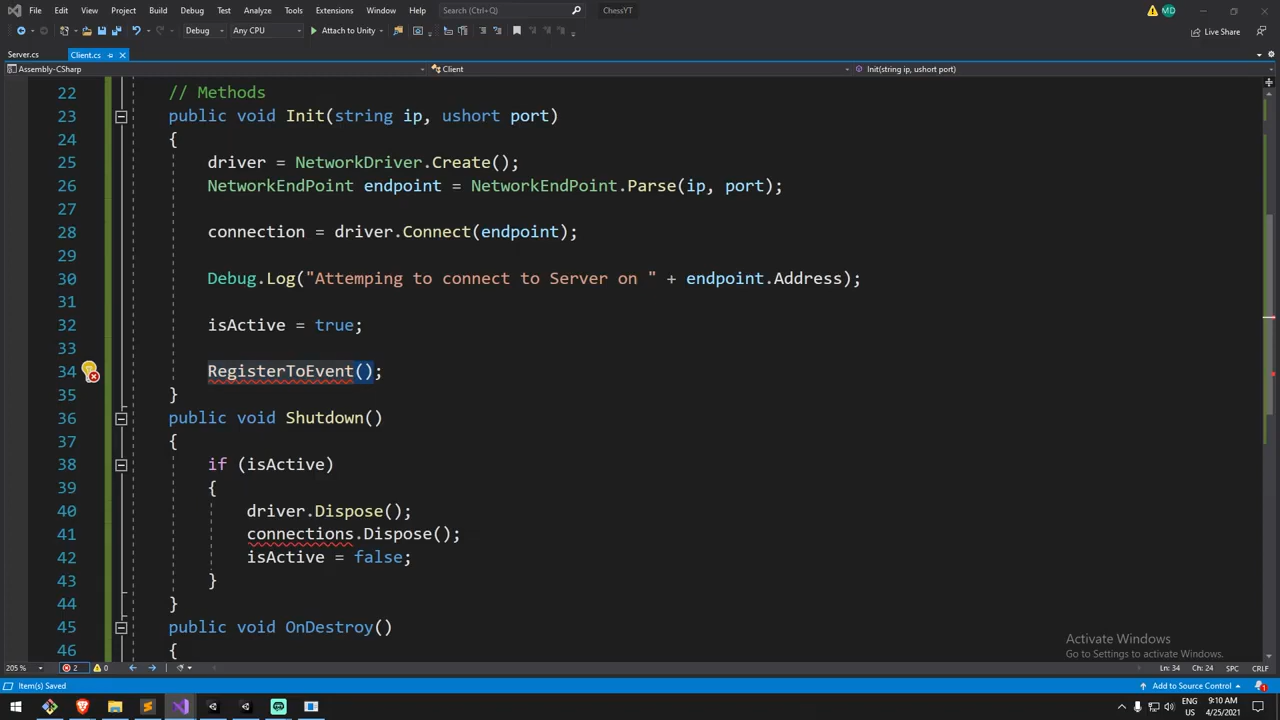 File Edit View Git Project Build Debug Test Analyze Tools Extensions Window Help Search (Ctrl+Q) ChessYT MD
Debug Any CPU Attach to Unity Live Share
Server.cs Client.cs
Assembly-CSharp Client Init(string ip, ushort port)
22 // Methods
23 public void Init(string ip, ushort port)
24 {
25 driver = NetworkDriver.Create();
26 NetworkEndPoint endpoint = NetworkEndPoint.Parse(ip, port);
27
28 connection = driver.Connect(endpoint);
29
30 Debug.Log("Attemping to connect to Server on " + endpoint.Address);
31
32 isActive = true;
33
34 RegisterToEvent();
35 }
36 public void Shutdown()
37 {
38 if (isActive)
39 {
40 driver.Dispose();
41 connections.Dispose();
42 isActive = false;
43 }
44 }
45 public void OnDestroy()
46 {
Activate Windows
Go to Settings to activate Windows.
205 % 2 0 Ln: 34 Ch: 24 SPC CRLF
Item(s) Saved Add to Source Control 1
ENG
US
9:10 AM
4/25/2021